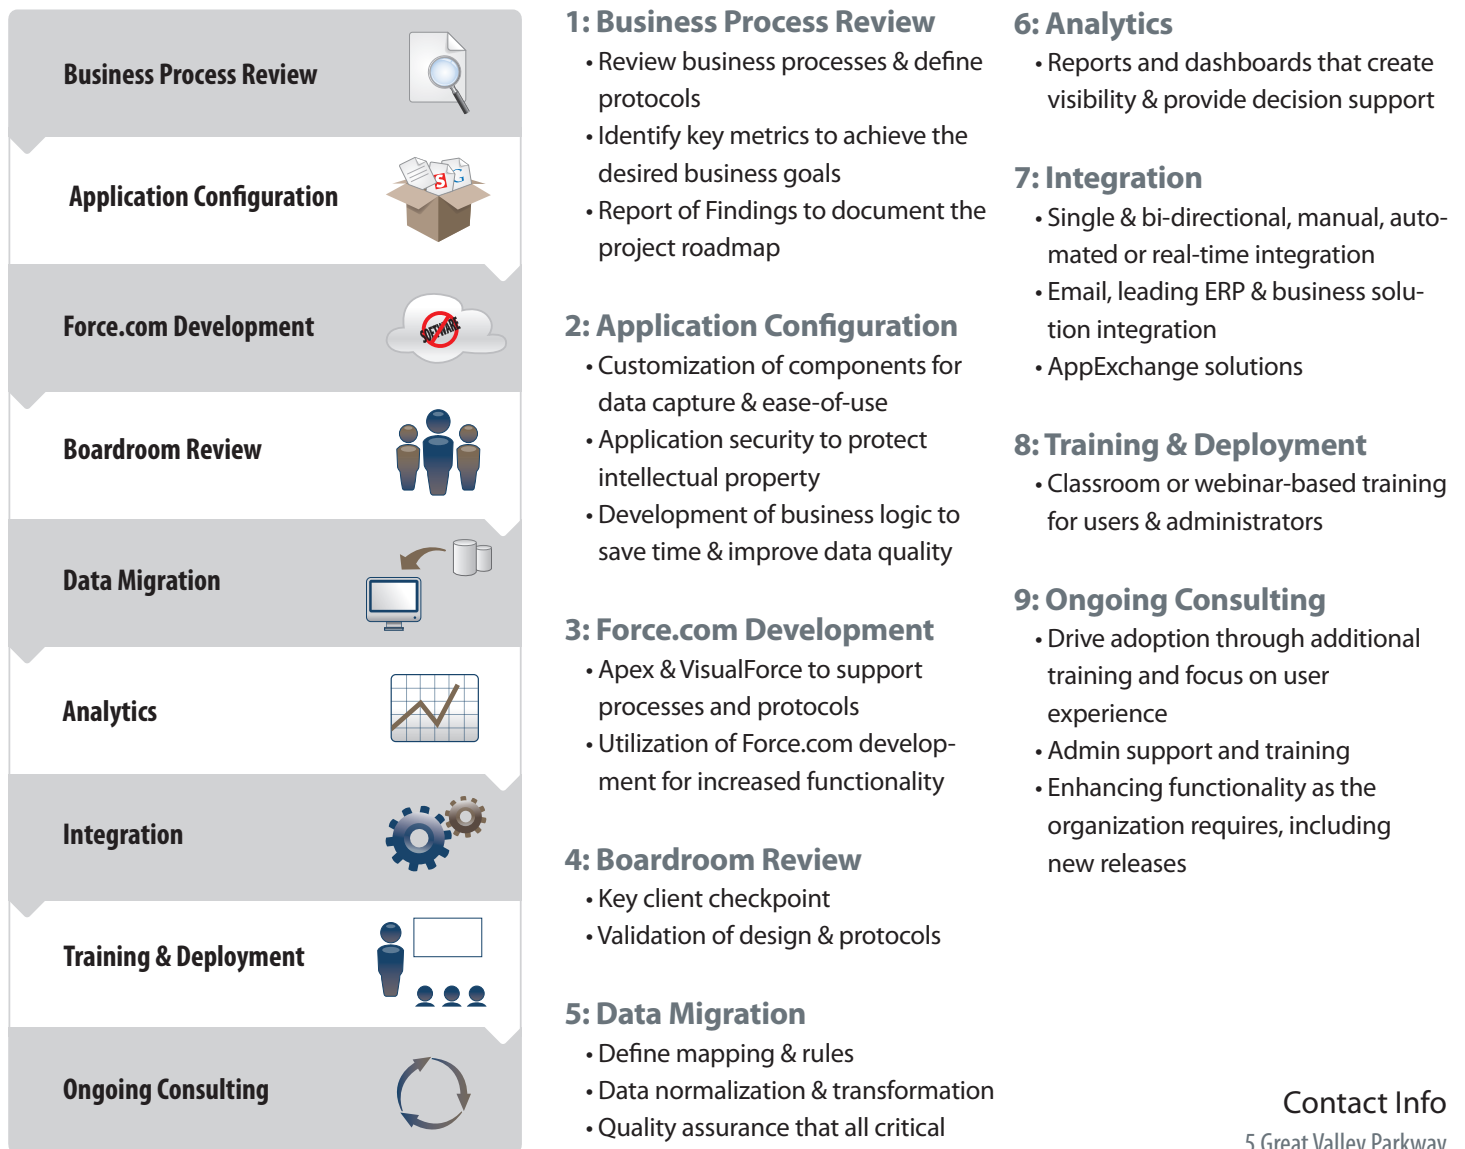 Business Process Review
Application Configuration
S
Force.com Development
SOFTWARE
Boardroom Review
Data Migration
Analytics
Integration
Training & Deployment
Ongoing Consulting
1: Business Process Review
• Review business processes & define
protocols
• Identify key metrics to achieve the
desired business goals
• Report of Findings to document the
project roadmap
2: Application Configuration
• Customization of components for
data capture & ease-of-use
• Application security to protect
intellectual property
• Development of business logic to
save time & improve data quality
3: Force.com Development
• Apex & VisualForce to support
processes and protocols
• Utilization of Force.com develop-
ment for increased functionality
4: Boardroom Review
• Key client checkpoint
• Validation of design & protocols
5: Data Migration
• Define mapping & rules
• Data normalization & transformation
• Quality assurance that all critical
6: Analytics
• Reports and dashboards that create
visibility & provide decision support
7: Integration
• Single & bi-directional, manual, auto-
mated or real-time integration
• Email, leading ERP & business solu-
tion integration
• AppExchange solutions
8: Training & Deployment
• Classroom or webinar-based training
for users & administrators
9: Ongoing Consulting
• Drive adoption through additional
training and focus on user
experience
• Admin support and training
• Enhancing functionality as the
organization requires, including
new releases
Contact Info
5 Great Valley Parkway